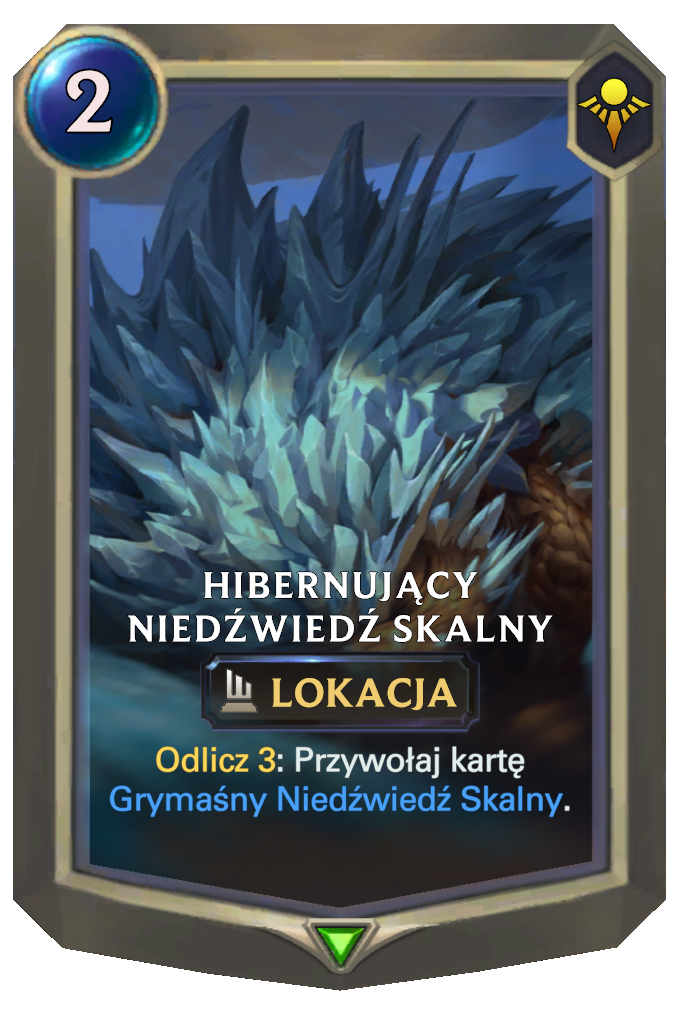 2
HIBERNUJĄCY
NIEDŹWIEDŹ SKALNY
LOKACJA
Odlicz 3: Przywołaj kartę
Grymaśny Niedźwiedź Skalny.